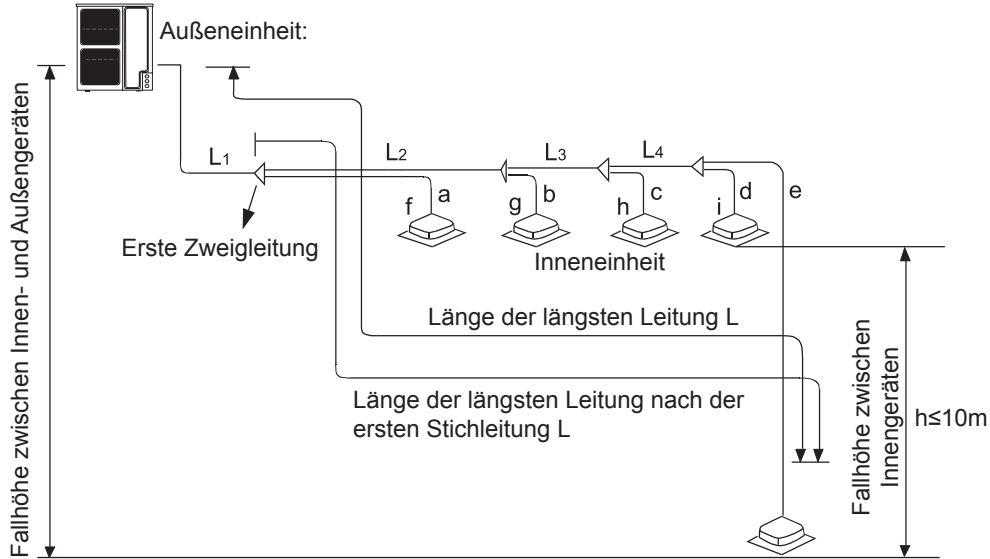 Außeneinheit:
Fallhöhe zwischen Innen- und Außengeräten
L1
L2
L3
L4
a
b
c
d
e
f
g
h
i
Erste Zweigleitung
Inneneinheit
Länge der längsten Leitung L
Länge der längsten Leitung nach der
ersten Stichleitung L
Fallhöhe zwischen
Innengeräten
h≤10m